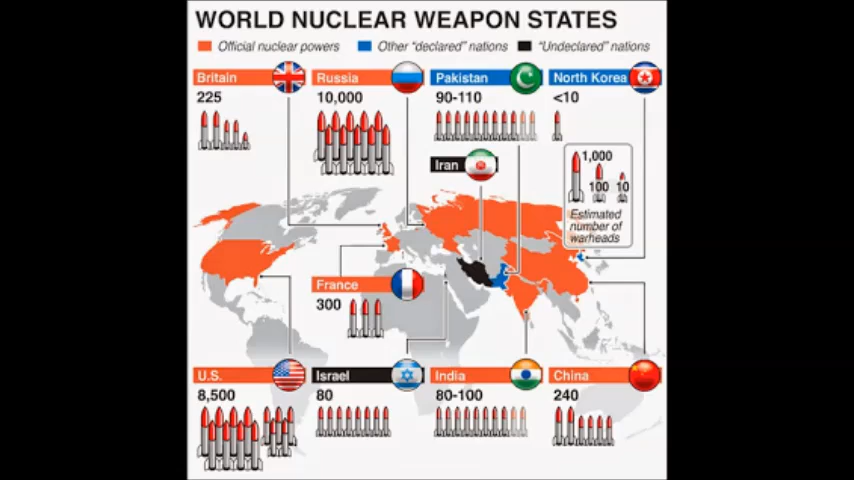 WORLD NUCLEAR WEAPON STATES
Official nuclear powers Other "declared" nations "Undeclared" nations
Britain Russia Pakistan North Korea
225 10,000 90-110 <10
Iran
1,000
100 10
Estimated
number of
warheads
France
300
U.S. Israel India China
8,500 80 80-100 240